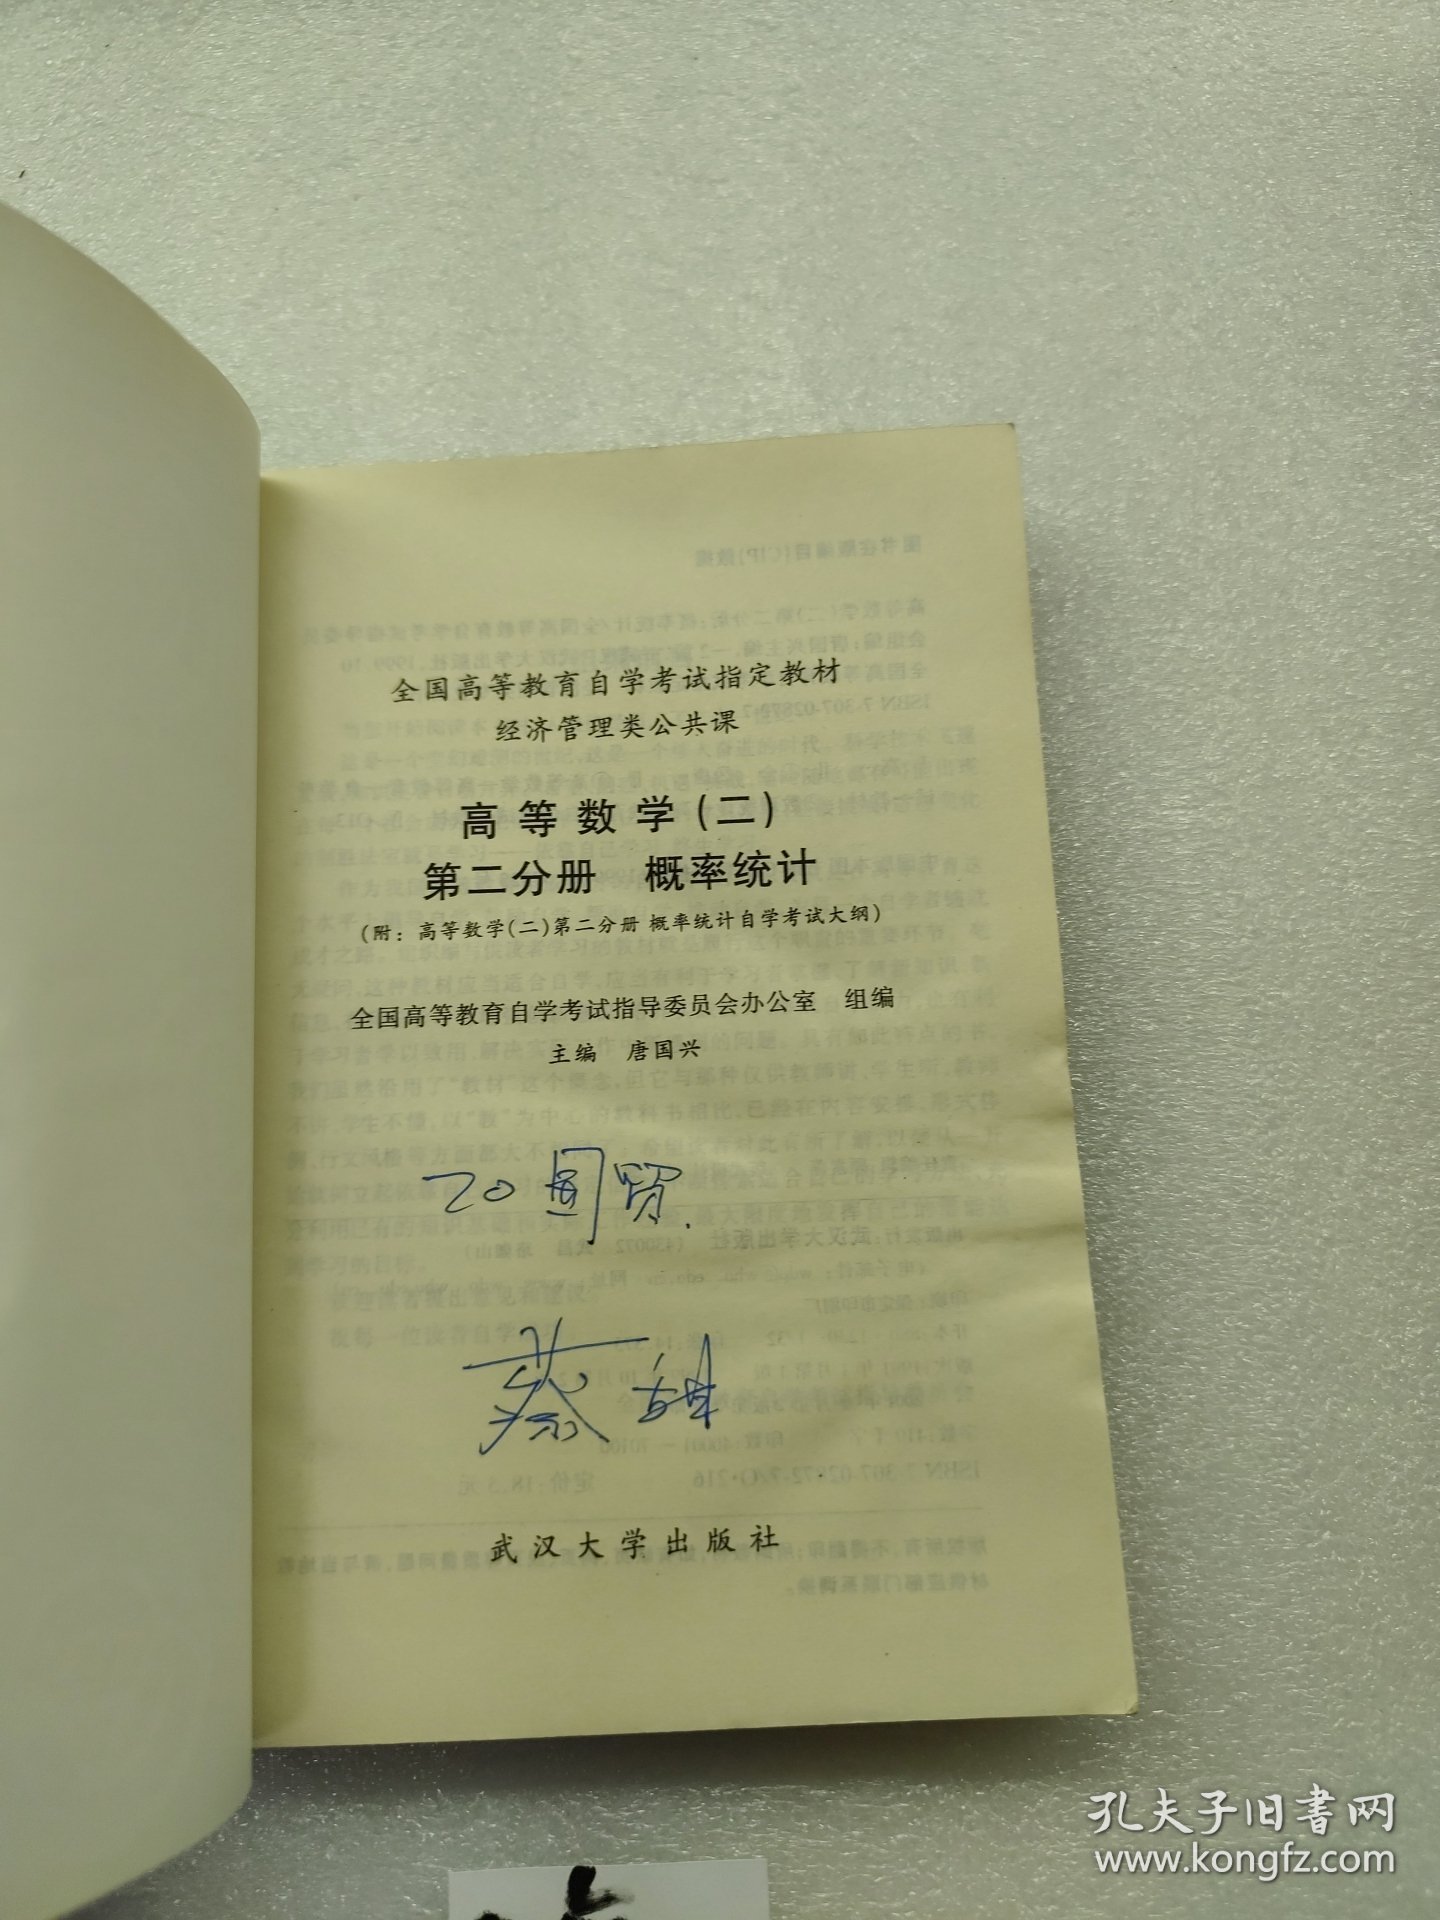 全国高等教育自学考试指定教材
经济管理类公共课
高等数学(二)
第二分册 概率统计
(附：高等数学(二)第二分册 概率统计自学考试大纲)
全国高等教育自学考试指导委员会办公室 组编
主编 唐国兴
20国贸.
蔡
武汉大学出版社
孔夫子旧书网
www.kongfz.com